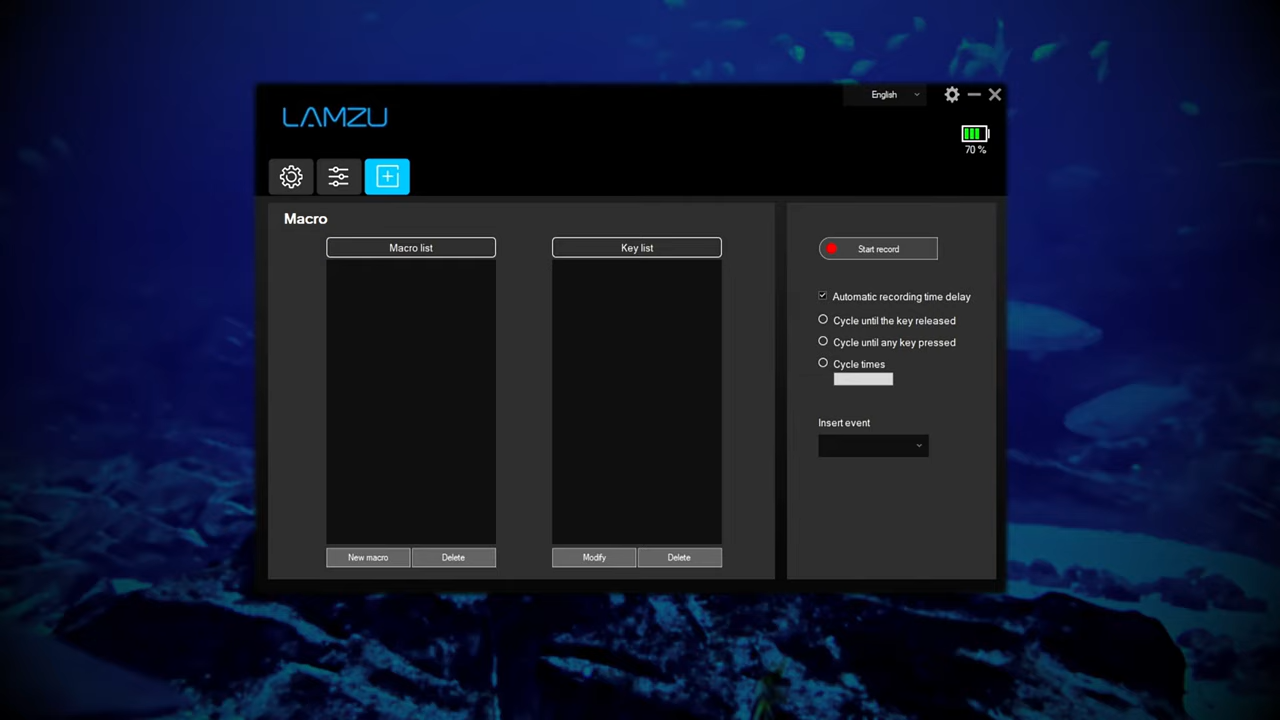 English
LAMZU
70 %
Macro
Macro list
Key list
New macro
Delete
Modify
Delete
Start record
Automatic recording time delay
Cycle until the key released
Cycle until any key pressed
Cycle times
Insert event